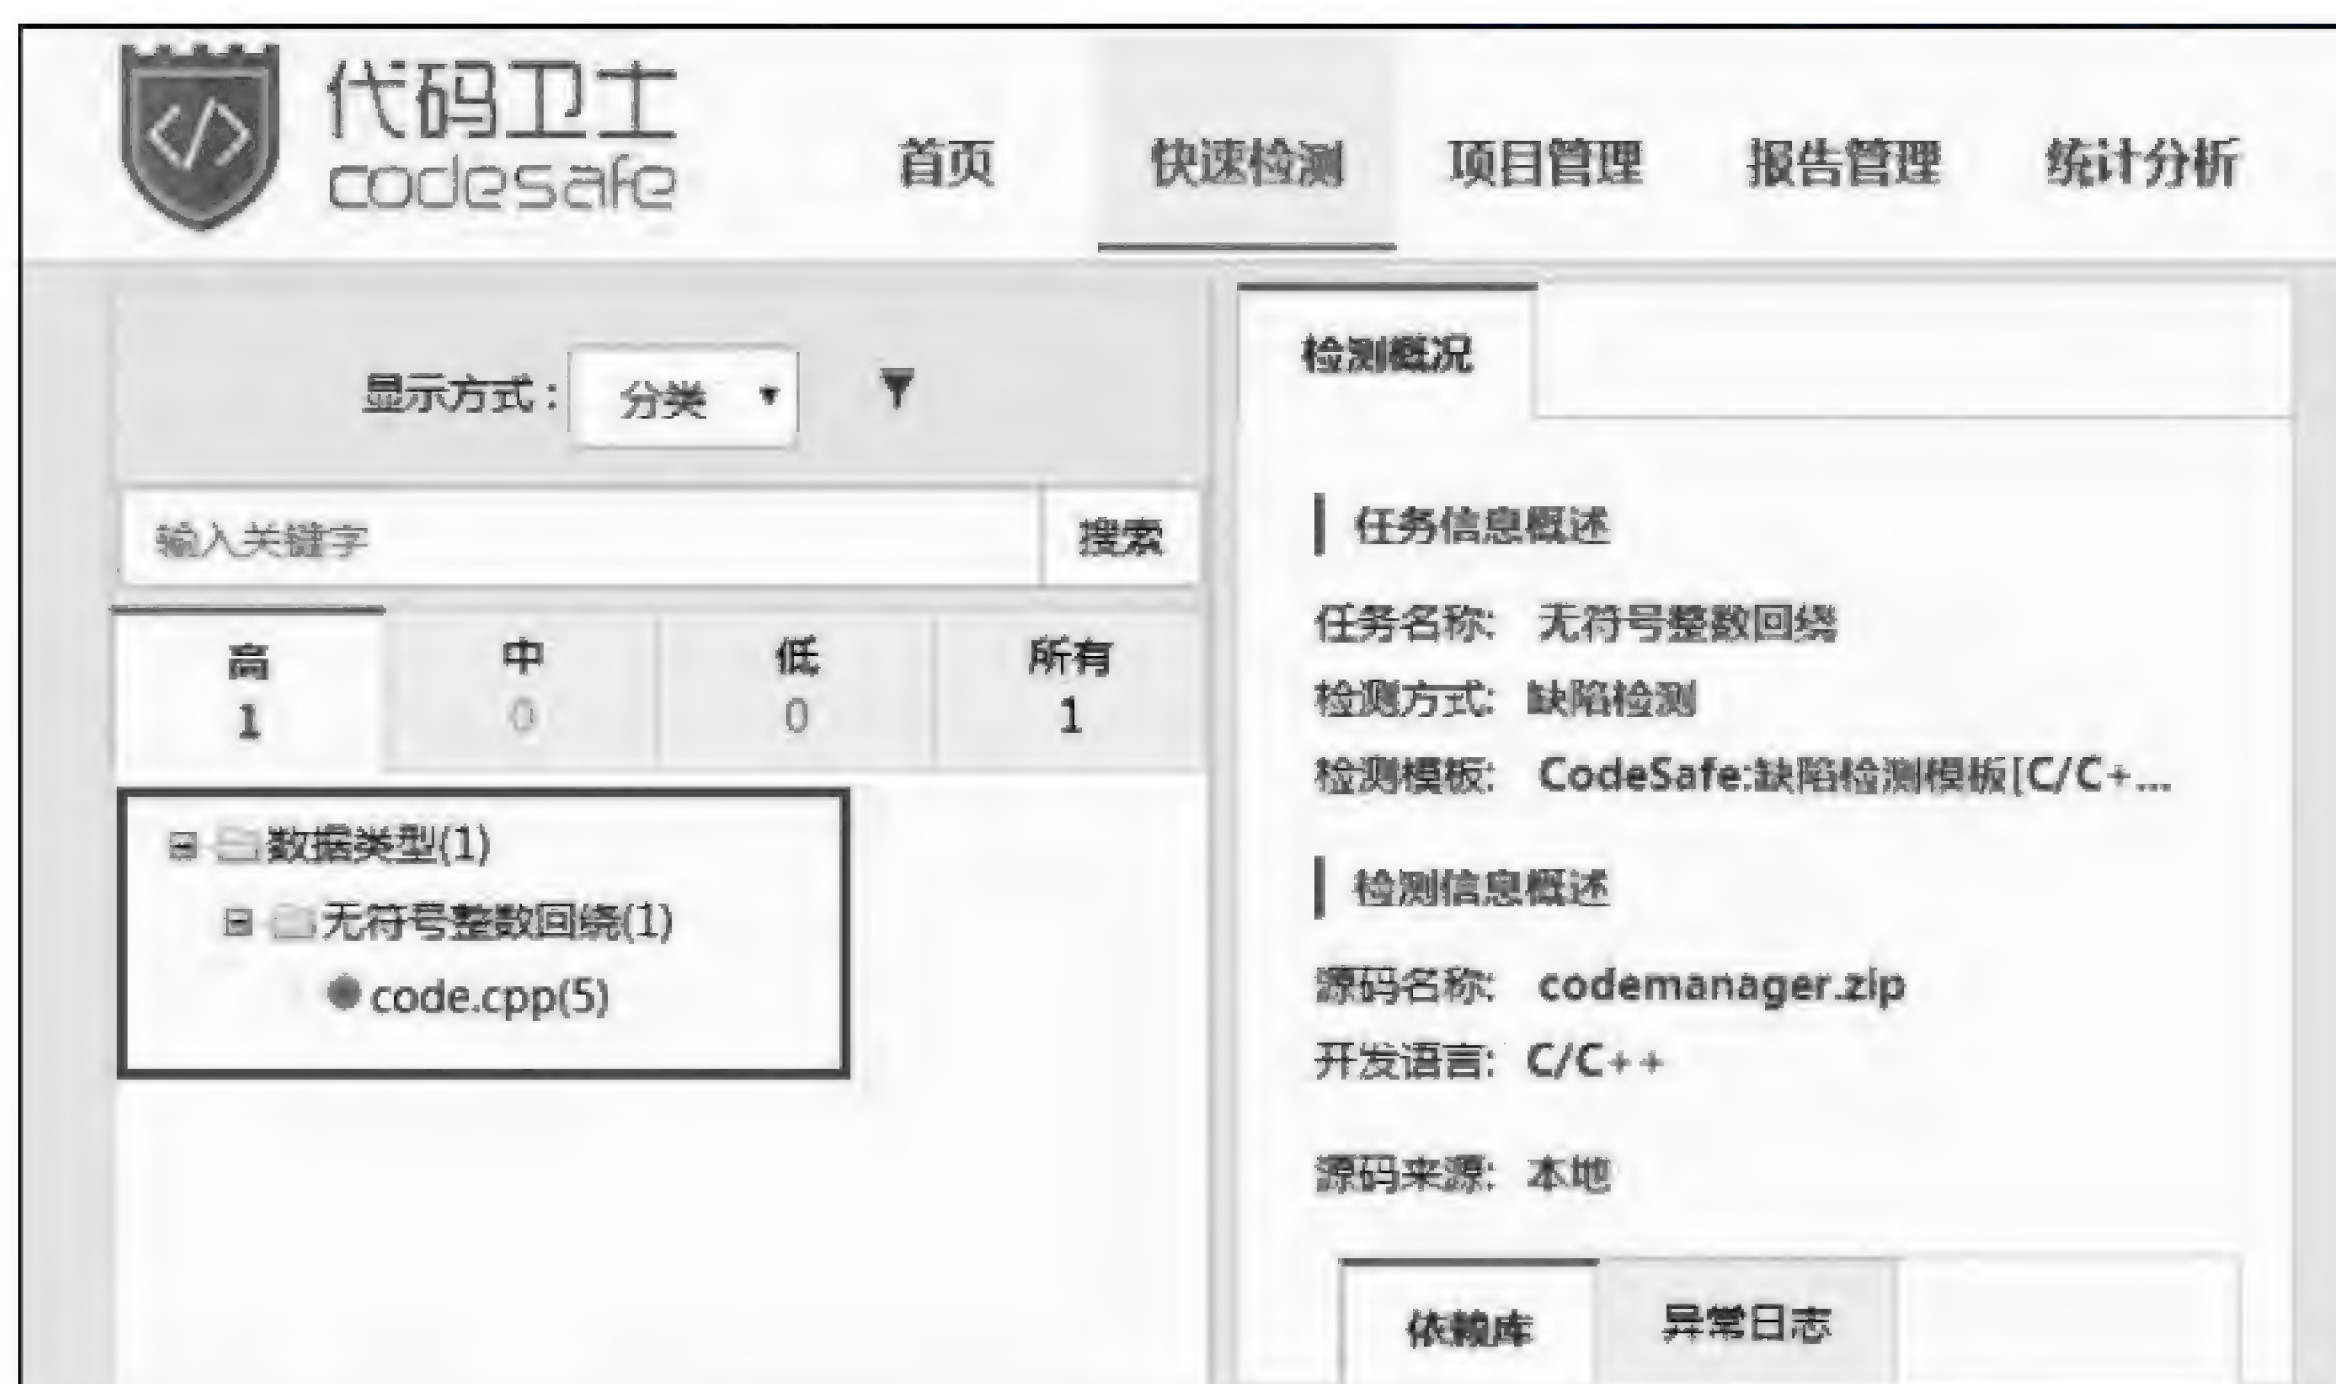 代码卫士
codesafe
首页 快速检测 项目管理 报告管理 统计分析
显示方式: 分类
输入关键字 搜索
高 中 低 所有
1 0 0 1
数据类型(1)
无符号整数回绕(1)
code.cpp(5)
检测概况
任务信息概述
任务名称: 无符号整数回绕
检测方式: 缺陷检测
检测模板: CodeSafe:缺陷检测模板[C/C+...
检测信息概述
源码名称: codemanager.zip
开发语言: C/C++
源码来源: 本地
依赖库 异常日志